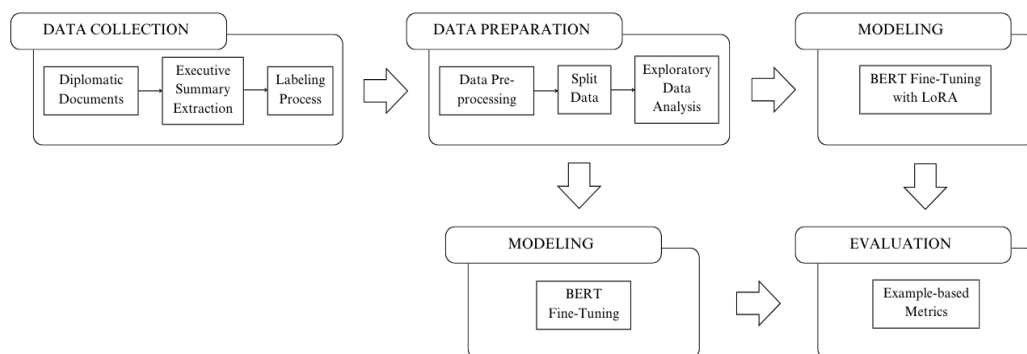 DATA COLLECTION
Diplomatic
Documents
Executive
Summary
Extraction
Labeling
Process
DATA PREPARATION
Data Pre-
processing
Split
Data
Exploratory
Data
Analysis
MODELING
BERT Fine-Tuning
with LoRA
MODELING
BERT
Fine-Tuning
EVALUATION
Example-based
Metrics